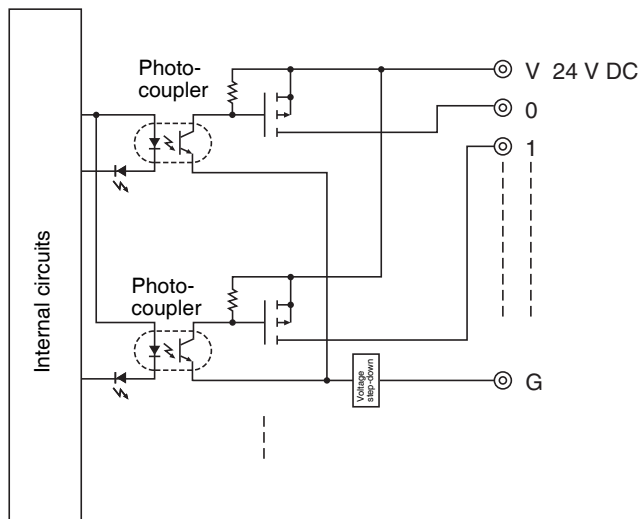 Photo-
coupler
V 24 V DC
0
1
Internal circuits
Photo-
coupler
Voltage
step-down
G